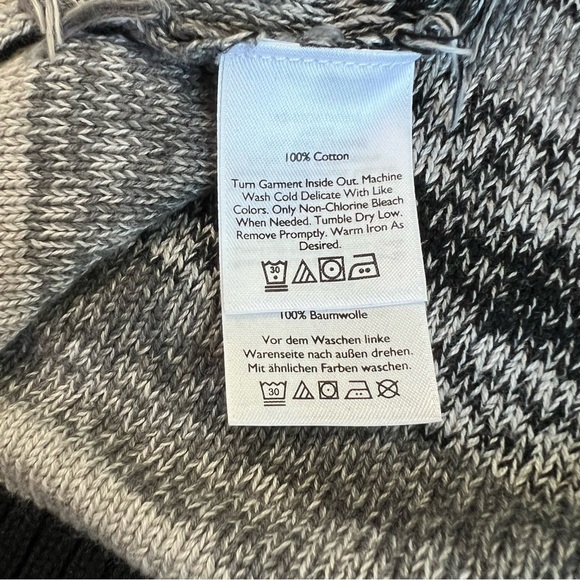 100% Cotton
Turn Garment Inside Out. Machine
Wash Cold Delicate With Like
Colors. Only Non-Chlorine Bleach
When Needed. Tumble Dry Low.
Remove Promptly. Warm Iron As
Desired.
30
100% Baumwolle
Vor dem Waschen linke
Warenseite nach außen drehen.
Mit ähnlichen Farben waschen.
30